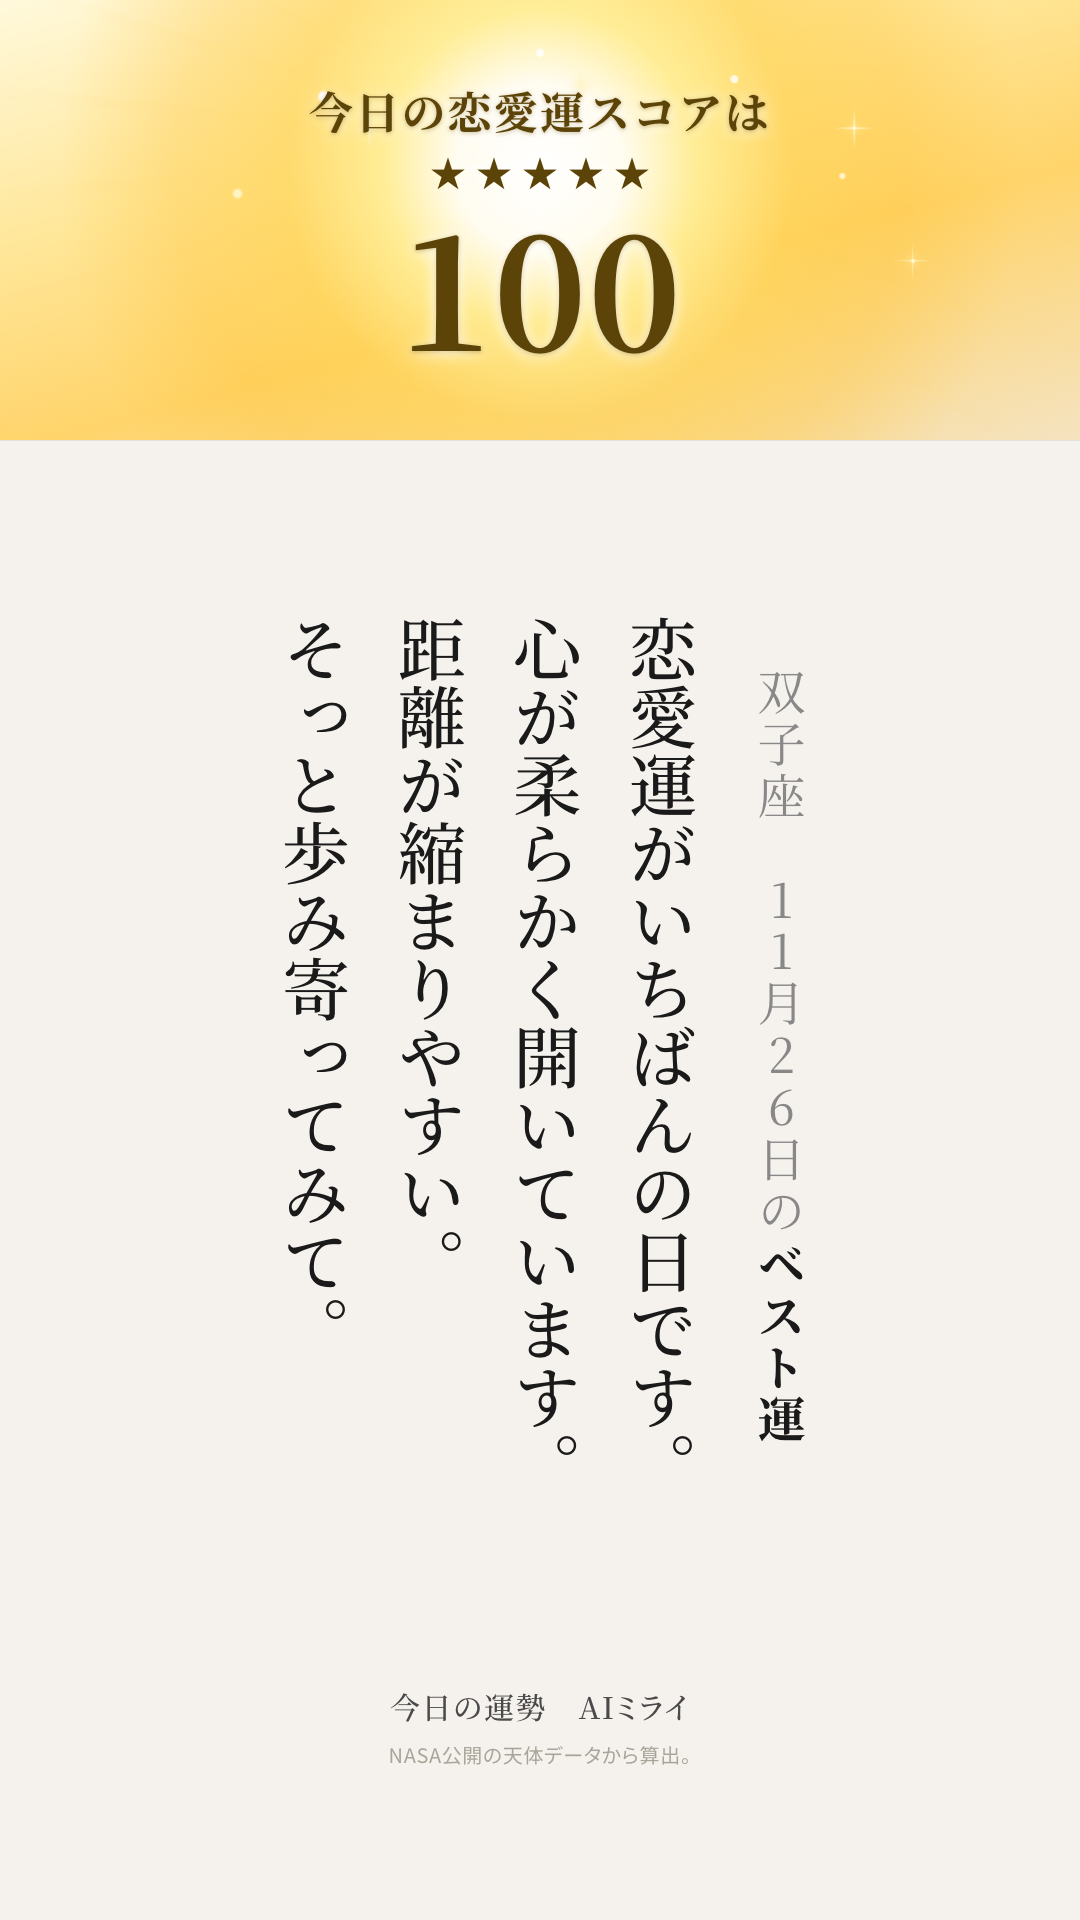 今日の恋愛運スコアは
★★★★★
100
双子座　11月26日のベスト運
恋愛運がいちばんの日です。
心が柔らかく開いています。
距離が縮まりやすい。
そっと歩み寄ってみて。
今日の運勢　AIミライ
NASA公開の天体データから算出。